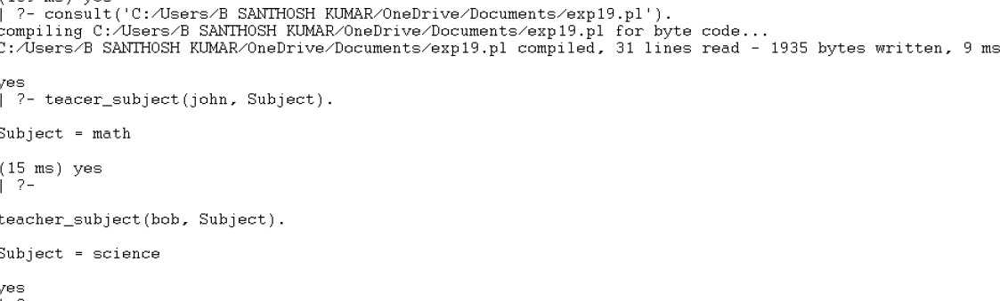 yes
| ?- consult('C:/Users/B SANTHOSH KUMAR/OneDrive/Documents/exp19.pl').
compiling C:/Users/B SANTHOSH KUMAR/OneDrive/Documents/exp19.pl for byte code...
C:/Users/B SANTHOSH KUMAR/OneDrive/Documents/exp19.pl compiled, 31 lines read - 1935 bytes written, 9 ms
yes
| ?- teacer_subject(john, Subject).
Subject = math
(15 ms) yes
| ?-
teacher_subject(bob, Subject).
Subject = science
yes